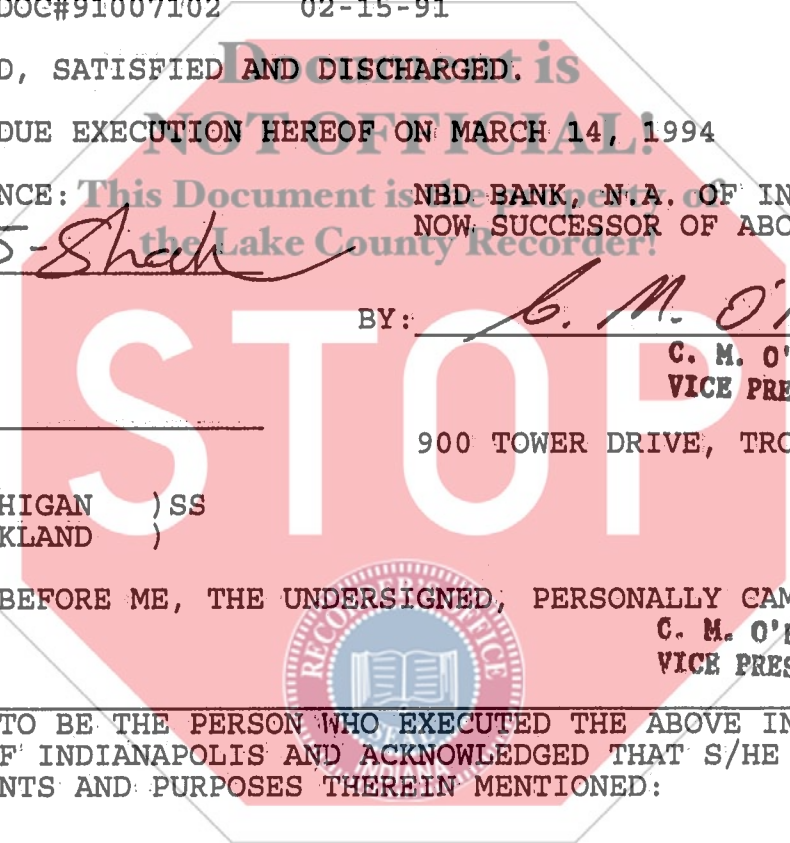 DOC#91007102 02-15-91
Document is
D, SATISFIED AND DISCHARGED.
NOT OFFICIAL!
DUE EXECUTION HEREOF ON MARCH 14, 1994
This Document is the property of
the Lake County Recorder!
NCE: NBD BANK, N.A. OF IN
NOW SUCCESSOR OF ABO
STOP
BY: C. M. O'
C. M. O'
VICE PRE
900 TOWER DRIVE, TRO
HIGAN )SS
KLAND )
BEFORE ME, THE UNDERSIGNED, PERSONALLY CAM
C. M. O'
VICE PRES
RECORDER'S OFFICE
SEAL
INDIANA
TO BE THE PERSON WHO EXECUTED THE ABOVE IN
F INDIANAPOLIS AND ACKNOWLEDGED THAT S/HE
NTS AND PURPOSES THEREIN MENTIONED: